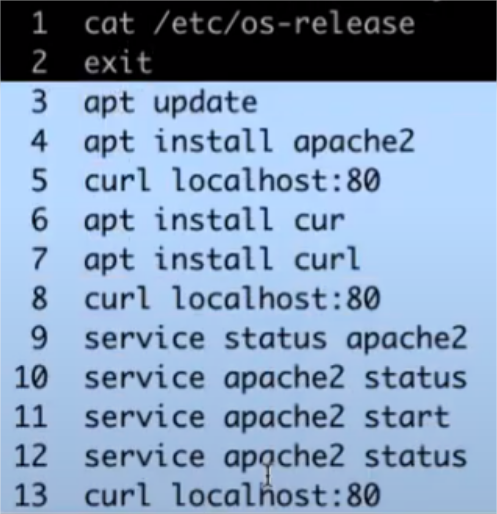 1 cat /etc/os-release
2 exit
3 apt update
4 apt install apache2
5 curl localhost:80
6 apt install cur
7 apt install curl
8 curl localhost:80
9 service status apache2
10 service apache2 status
11 service apache2 start
12 service apache2 status
13 curl localhost:80